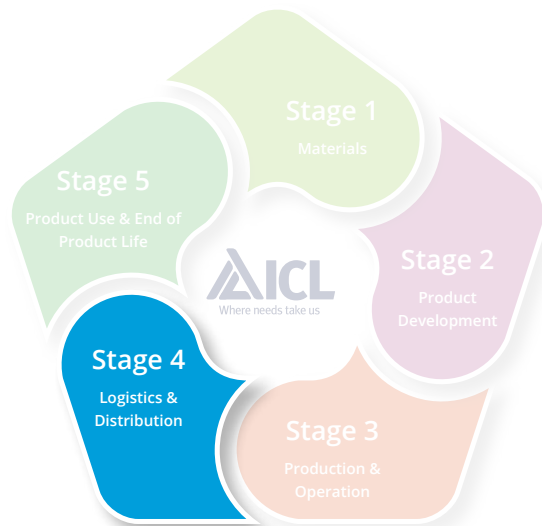 Stage 1
Materials
Stage 2
Product
Development
Stage 3
Production &
Operation
Stage 4
Logistics &
Distribution
Stage 5
Product Use & End of
Product Life
ICL
Where needs take us